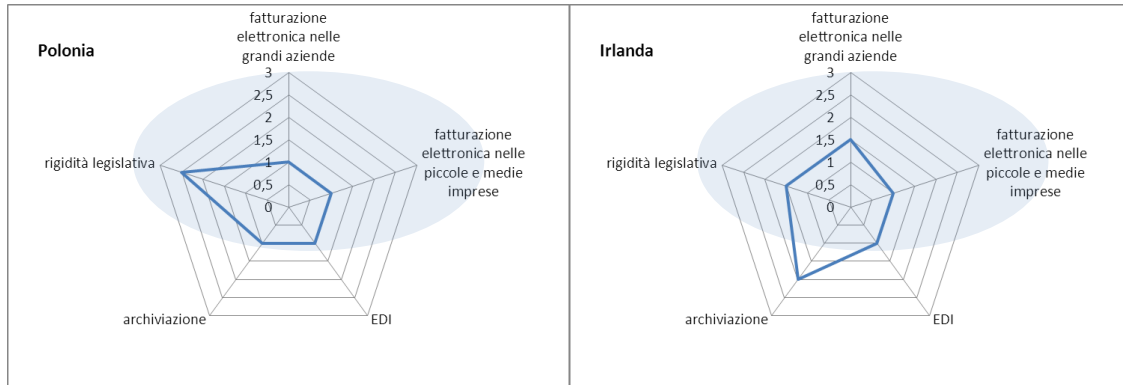 Polonia
fatturazione
elettronica nelle
grandi aziende
3
2,5
2
1,5
1
0,5
0
fatturazione
elettronica nelle
piccole e medie
imprese
EDI
archiviazione
rigidità legislativa
Irlanda
fatturazione
elettronica nelle
grandi aziende
3
2,5
2
1,5
1
0,5
0
fatturazione
elettronica nelle
piccole e medie
imprese
EDI
archiviazione
rigidità legislativa